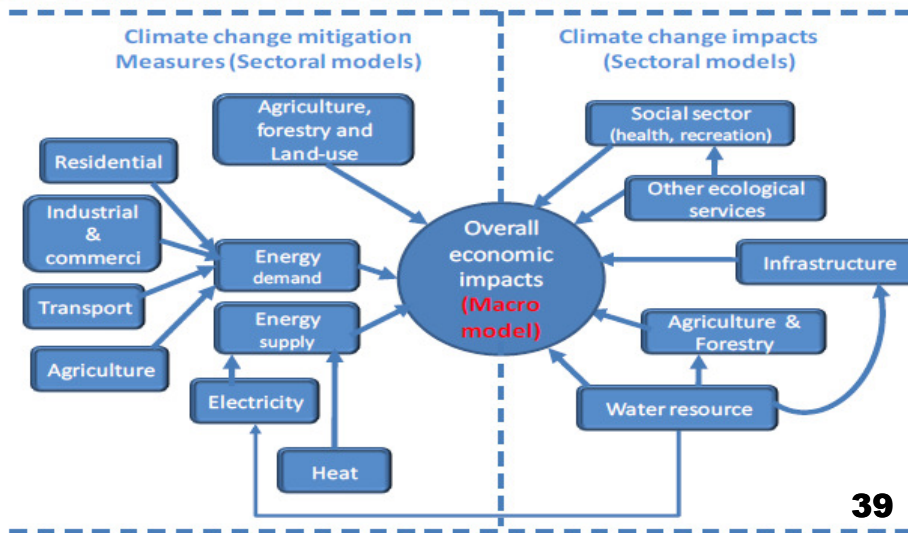 Climate change mitigation
Measures (Sectoral models)
Climate change impacts
(Sectoral models)
Agriculture,
forestry and
Land-use
Residential
Industrial
&
commerci
Transport
Agriculture
Energy
demand
Energy
supply
Electricity
Heat
Overall
economic
impacts
(Macro
model)
Social sector
(health, recreation)
Other ecological
services
Infrastructure
Agriculture &
Forestry
Water resource
39